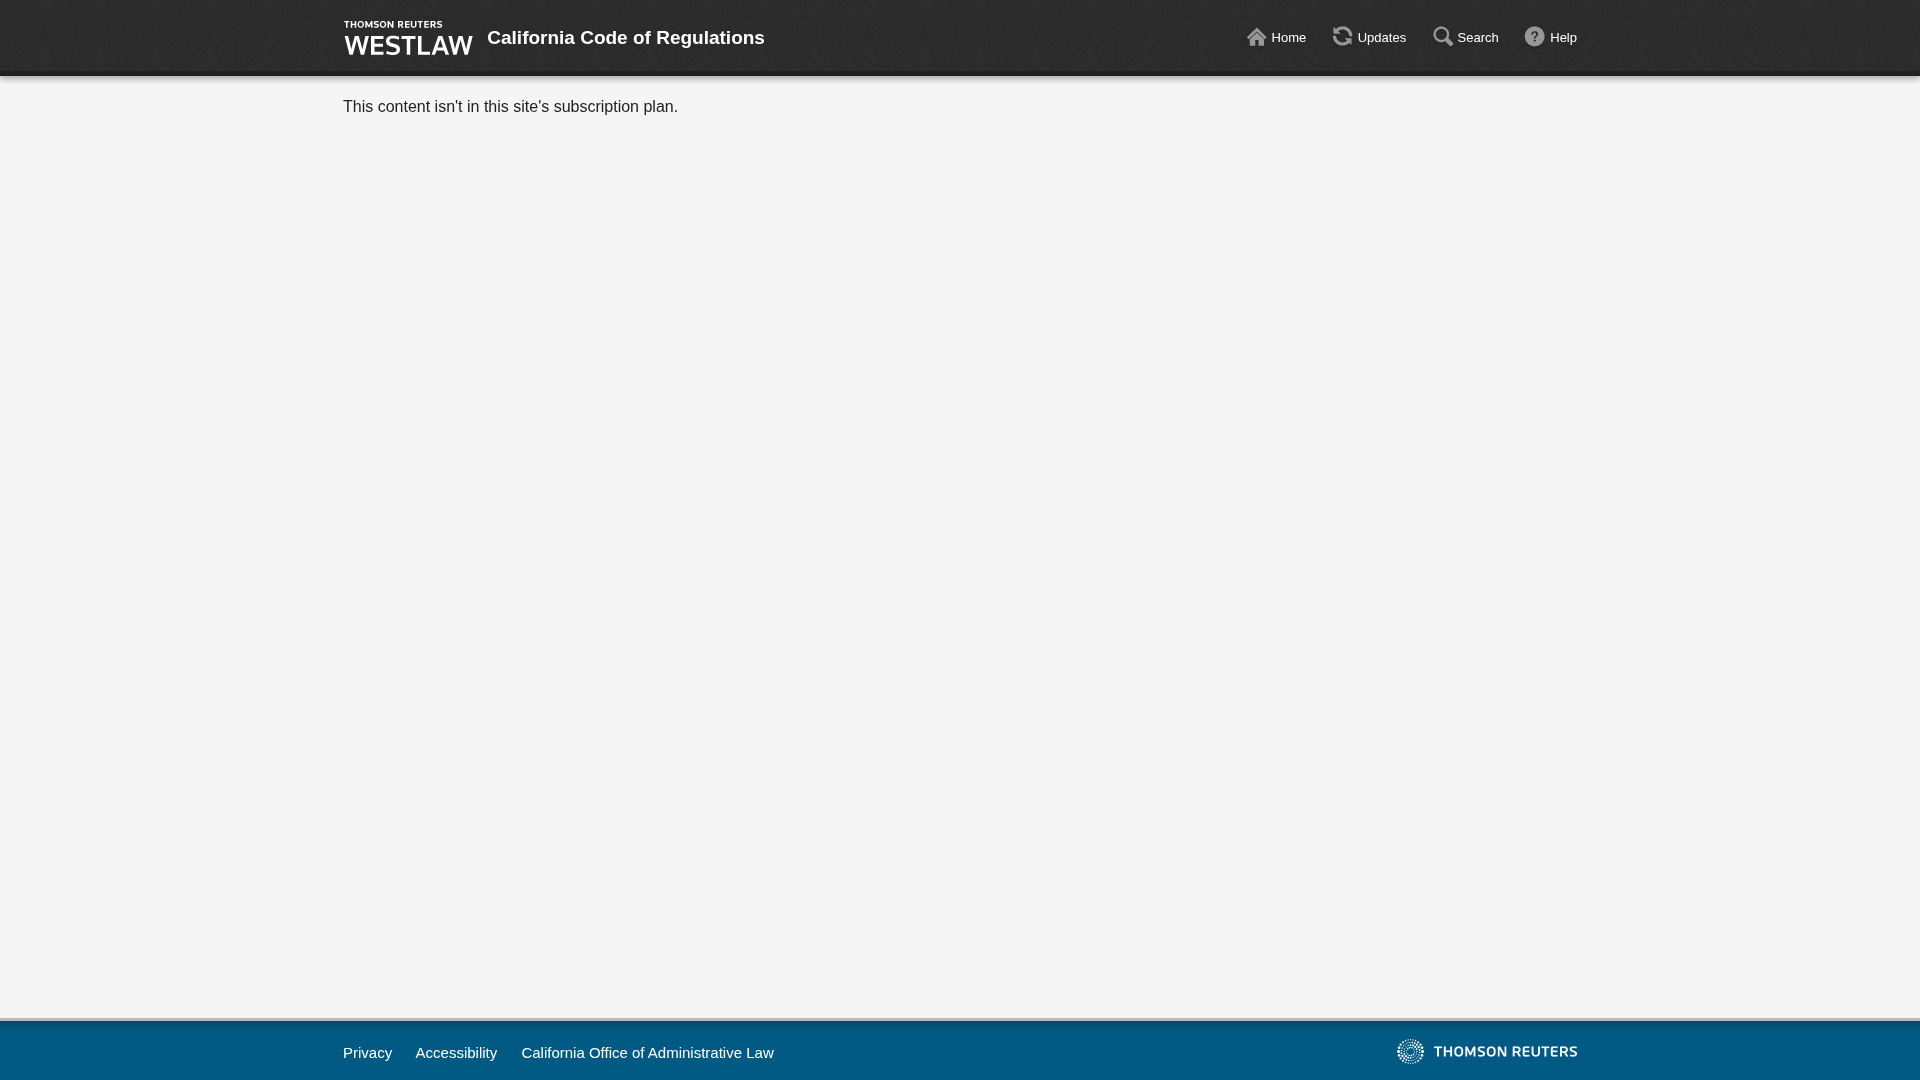 THOMSON REUTERS
WESTLAW
California Code of Regulations
Home
Updates
Search
Help
This content isn't in this site's subscription plan.
Privacy
Accessibility
California Office of Administrative Law
THOMSON REUTERS